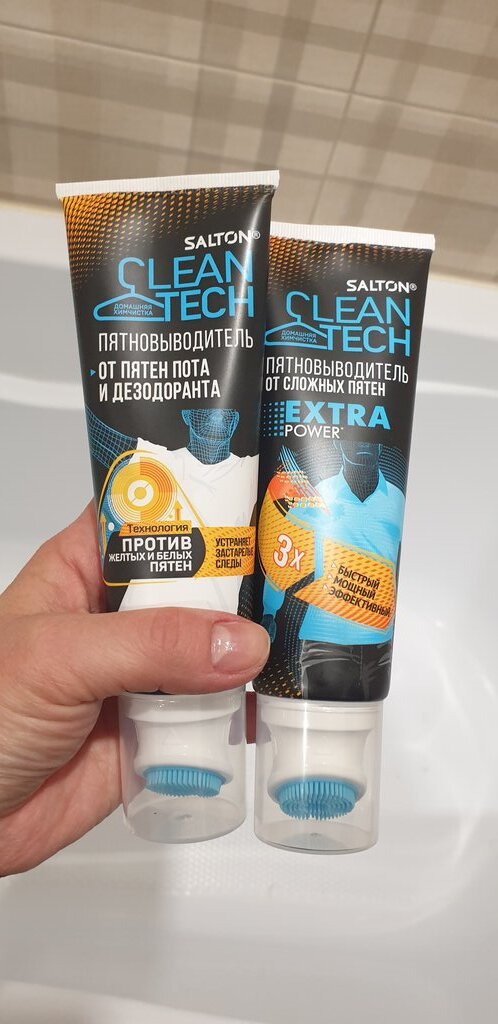 SALTON®
CLEAN
TECH
ДОМАШНЯЯ
ХИМЧИСТКА
ПЯТНОВЫВОДИТЕЛЬ
ОТ ПЯТЕН ПОТА
И ДЕЗОДОРАНТА
ТЕХНОЛОГИЯ
ПРОТИВ
ЖЕЛТЫХ И БЕЛЫХ
ПЯТЕН
УСТРАНЯЕТ
ЗАСТАРЕЛЫЕ
СЛЕДЫ
SALTON®
CLEAN
TECH
ДОМАШНЯЯ
ХИМЧИСТКА
ПЯТНОВЫВОДИТЕЛЬ
ОТ СЛОЖНЫХ ПЯТЕН
EXTRA
POWER*
3X
БЫСТРЫЙ
МОЩНЫЙ
ЭФФЕКТИВНЫЙ